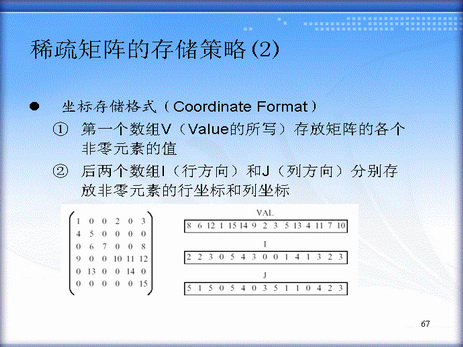 稀疏矩阵的存储策略(2)
坐标存储格式（Coordinate Format）
① 第一个数组V（Value的所写）存放矩阵的各个
非零元素的值
② 后两个数组I（行方向）和J（列方向）分别存
放非零元素的行坐标和列坐标
1 0 0 2 0 3
4 5 0 0 0 0
0 6 7 0 0 8
9 0 0 10 11 12
0 13 0 0 14 0
0 0 0 0 0 15
VAL
8 6 12 1 15 14 9 2 3 5 13 4 11 7 10
I
2 2 3 0 5 4 3 0 0 1 4 1 3 2 3
J
5 1 5 0 5 4 0 3 5 1 1 0 4 2 3
67